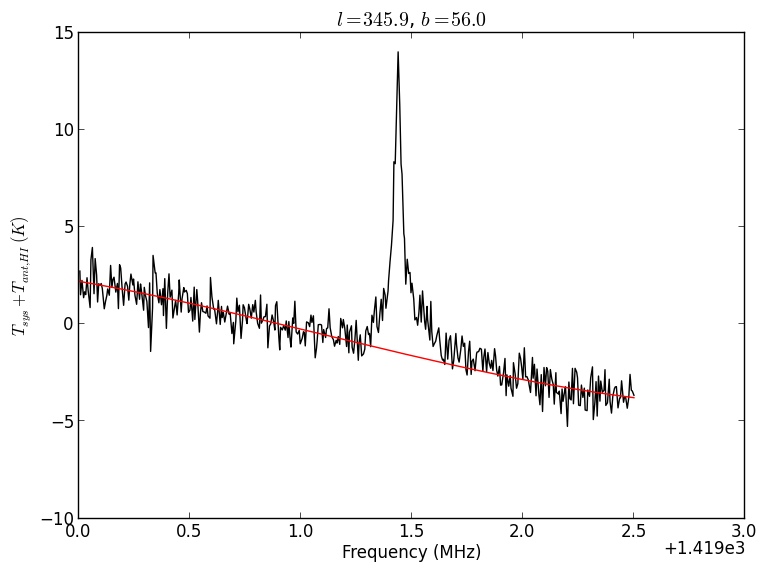 l = 345.9, b = 56.0
15
10
5
0
−5
−10
T_sys + T_ant,HI (K)
0.0 0.5 1.0 1.5 2.0 2.5 3.0
Frequency (MHz)
+1.419e3